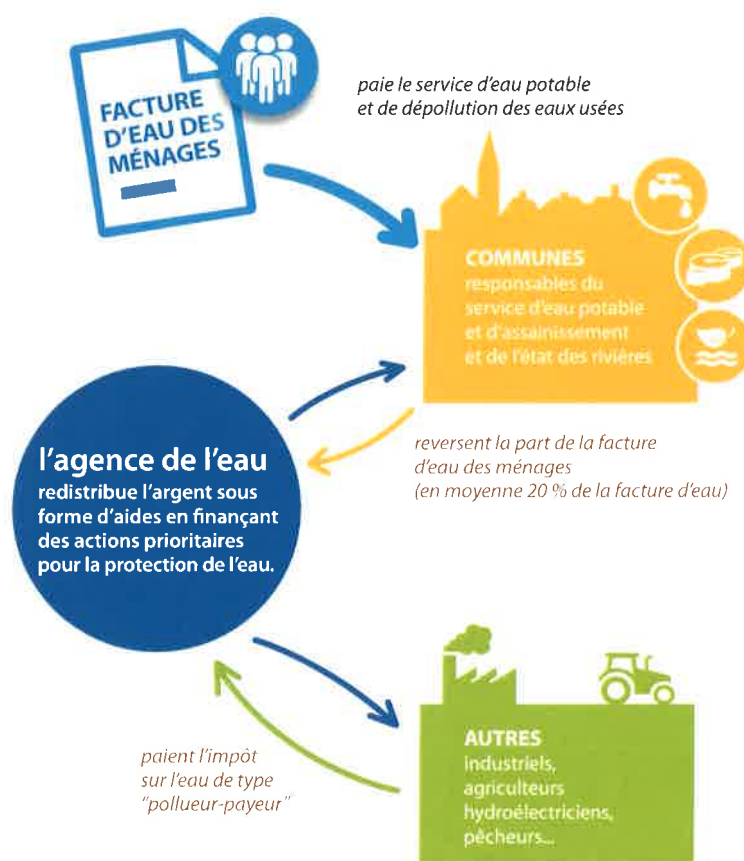 FACTURE
D'EAU DES
MÉNAGES
paie le service d'eau potable
et de dépollution des eaux usées
COMMUNES
responsables du
service d'eau potable
et d'assainissement
et de l'état des rivières
reversent la part de la facture
d'eau des ménages
(en moyenne 20 % de la facture d'eau)
l'agence de l'eau
redistribue l'argent sous
forme d'aides en finançant
des actions prioritaires
pour la protection de l'eau.
paient l'impôt
sur l'eau de type
"pollueur-payeur"
AUTRES
industriels,
agriculteurs
hydroélectriciens,
pêcheurs...